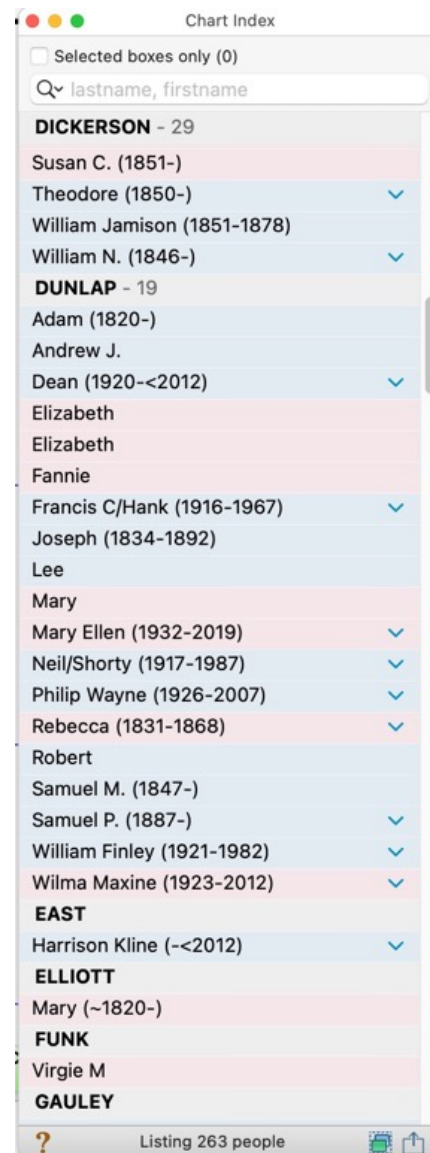 Chart Index
Selected boxes only (0)
lastname, firstname
DICKERSON - 29
Susan C. (1851-)
Theodore (1850-)
William Jamison (1851-1878)
William N. (1846-)
DUNLAP - 19
Adam (1820-)
Andrew J.
Dean (1920-<2012)
Elizabeth
Elizabeth
Fannie
Francis C/Hank (1916-1967)
Joseph (1834-1892)
Lee
Mary
Mary Ellen (1932-2019)
Neil/Shorty (1917-1987)
Philip Wayne (1926-2007)
Rebecca (1831-1868)
Robert
Samuel M. (1847-)
Samuel P. (1887-)
William Finley (1921-1982)
Wilma Maxine (1923-2012)
EAST
Harrison Kline (-<2012)
ELLIOTT
Mary (~1820-)
FUNK
Virgie M
GAULEY
? Listing 263 people